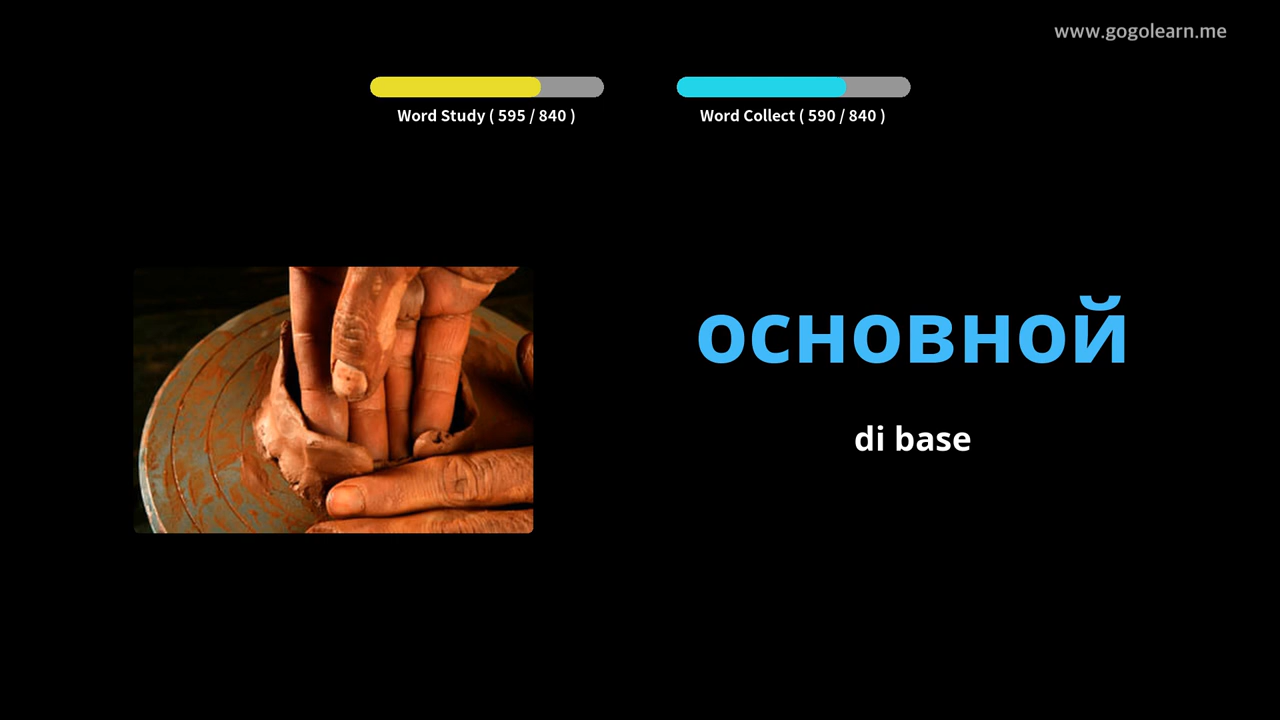 www.gogolearn.me
Word Study ( 595 / 840 )
Word Collect ( 590 / 840 )
основной
di base